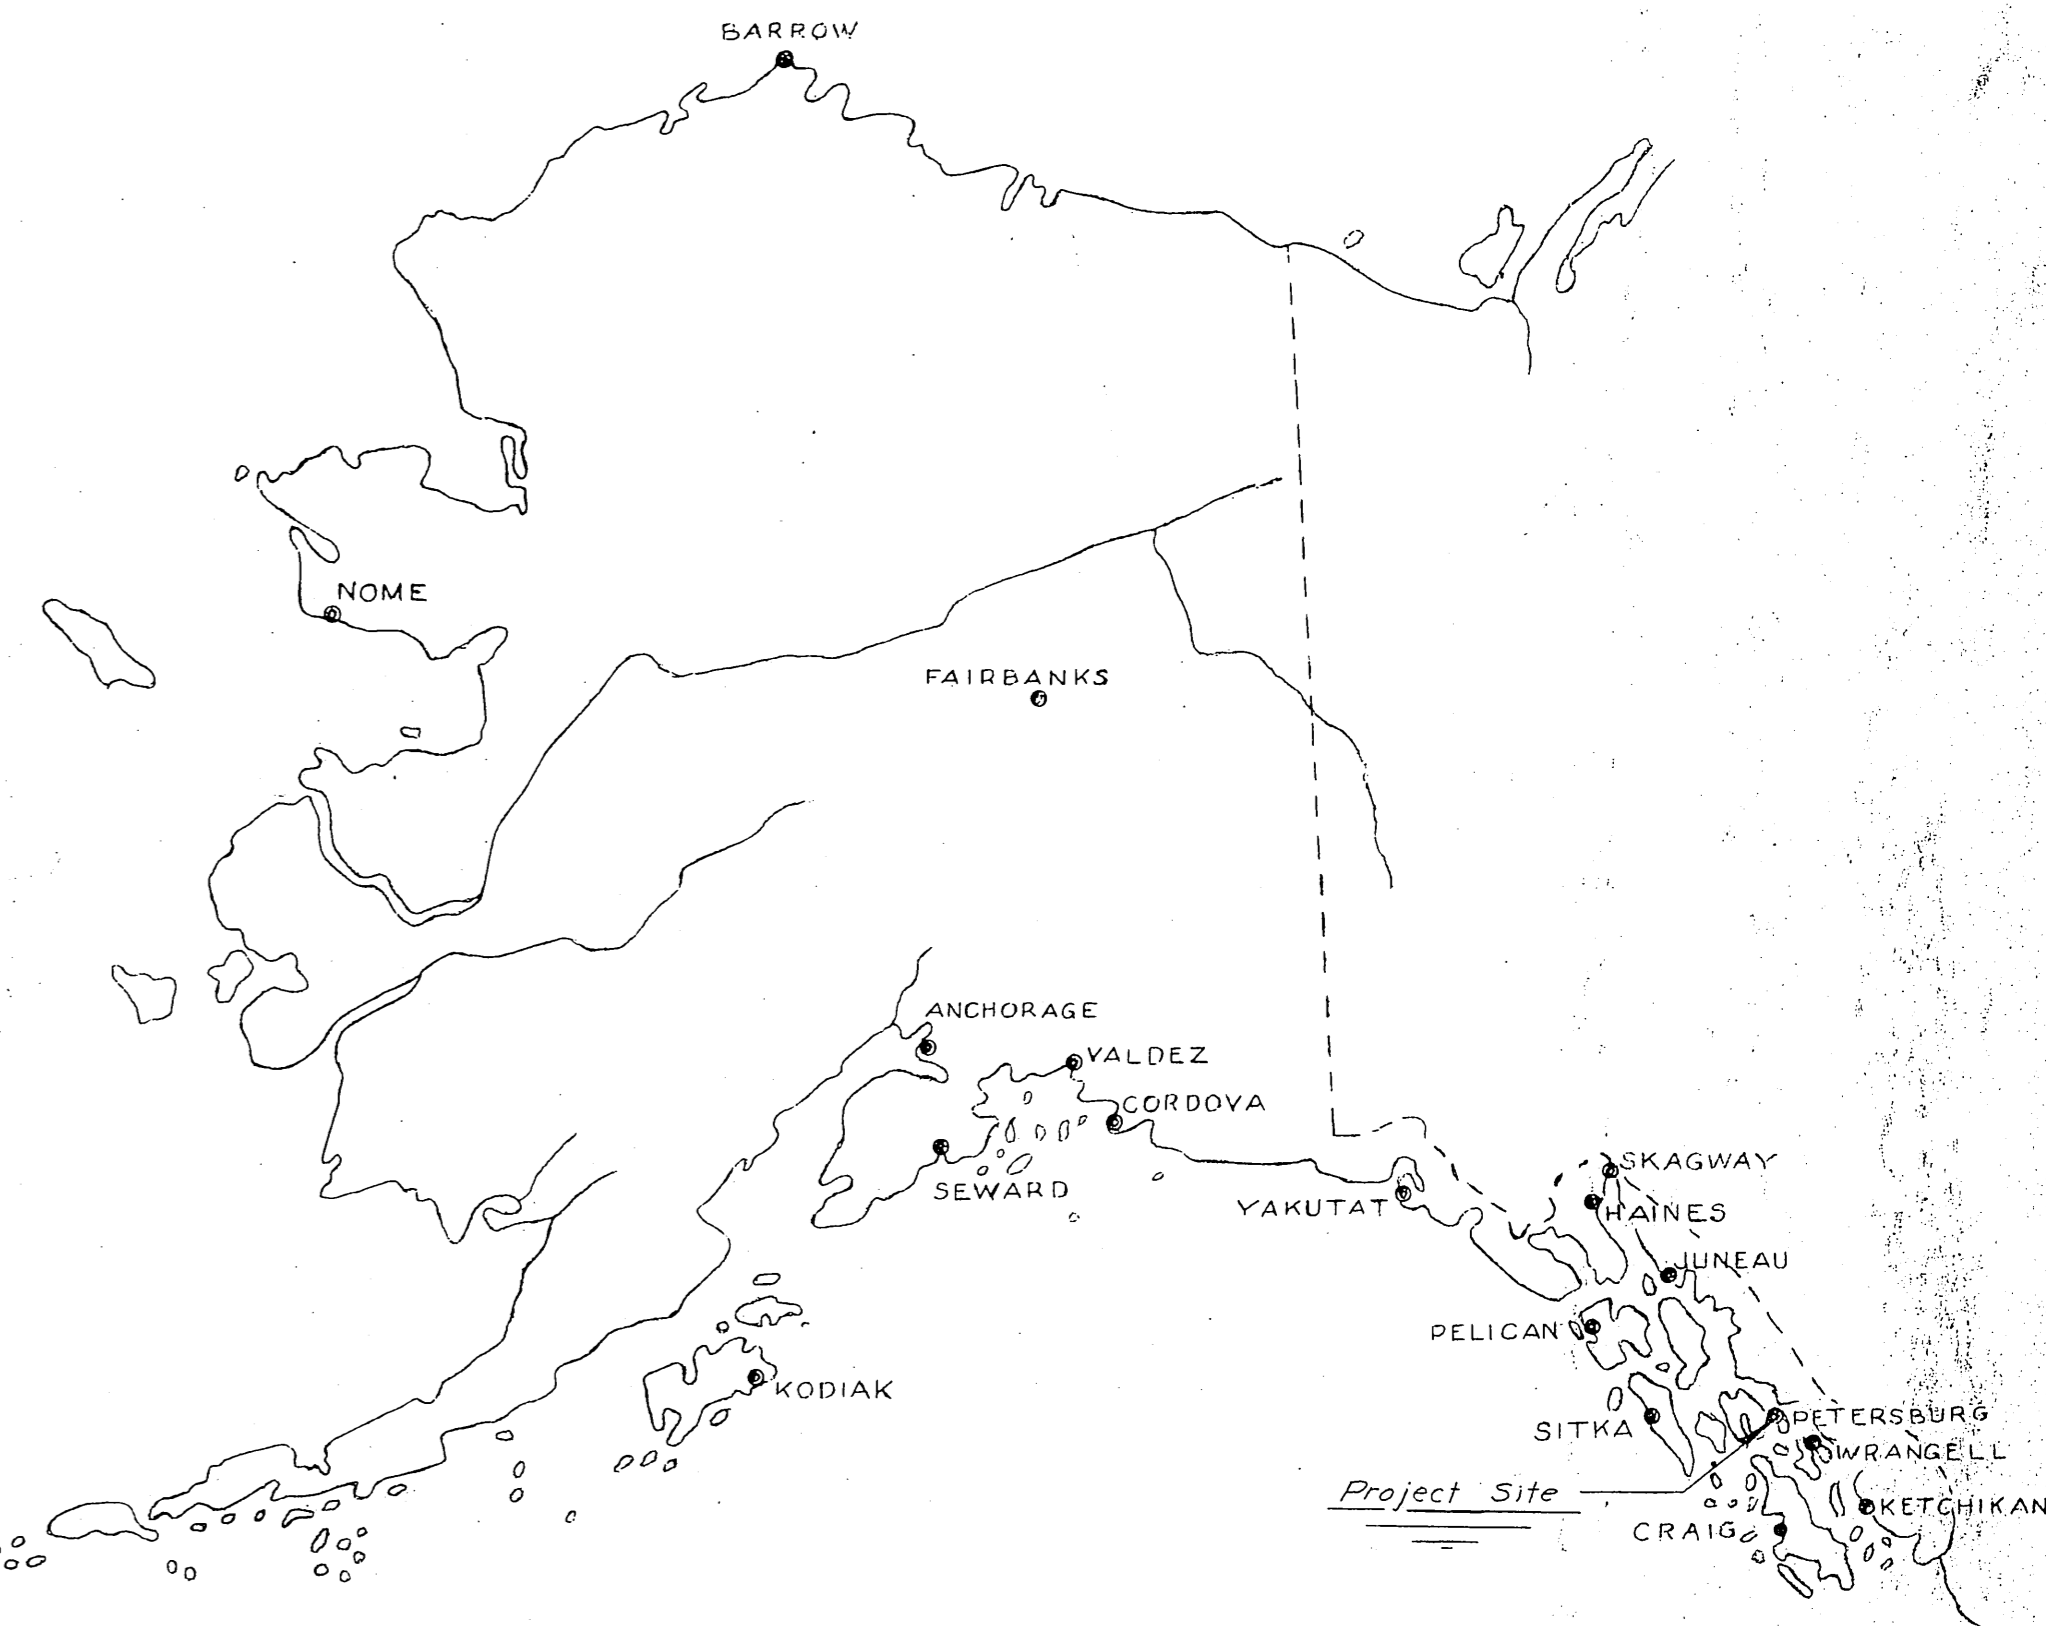 BARROW
NOME
FAIRBANKS
ANCHORAGE
VALDEZ
CORDOVA
SKAGWAY
SEWARD
YAKUTAT
HAINES
JUNEAU
PELICAN
KODIAK
PETERSBURG
SITKA
WRANGELL
Project Site
KETCHIKAN
CRAIG